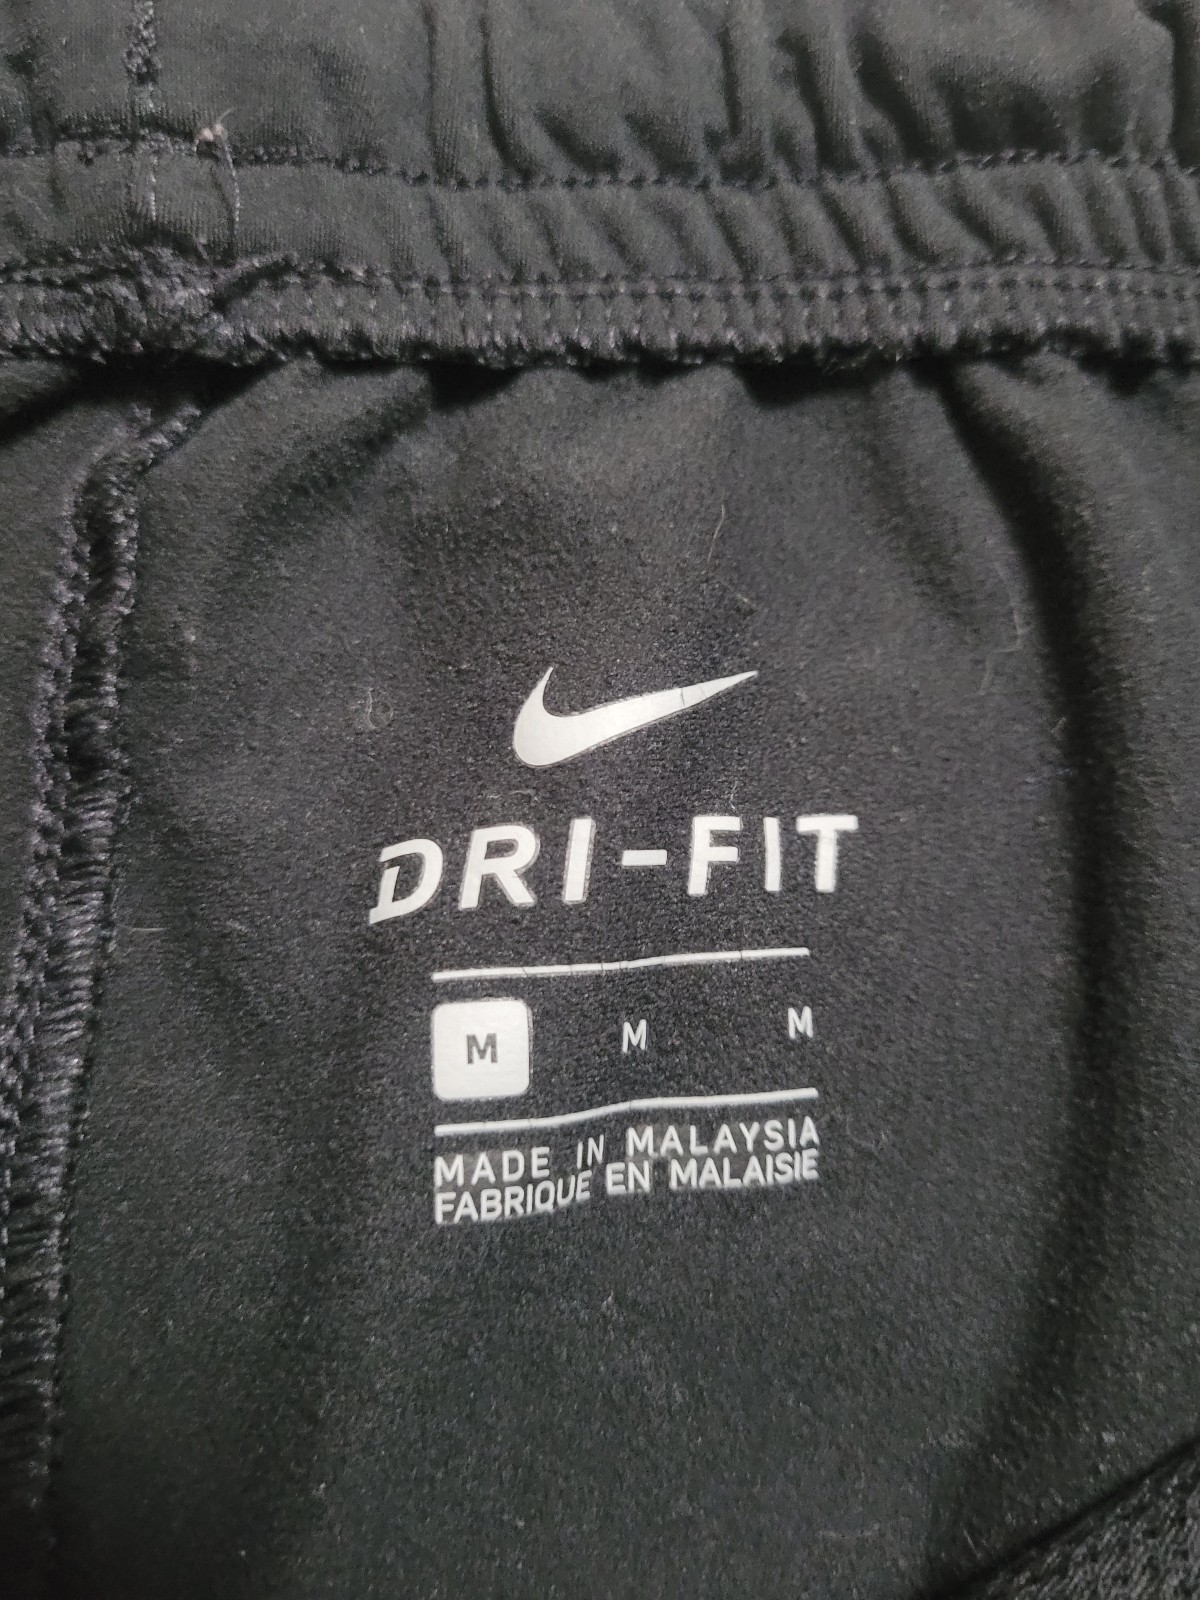 DRI-FIT
M M M
MADE IN MALAYSIA
FABRIQUE EN MALAISIE